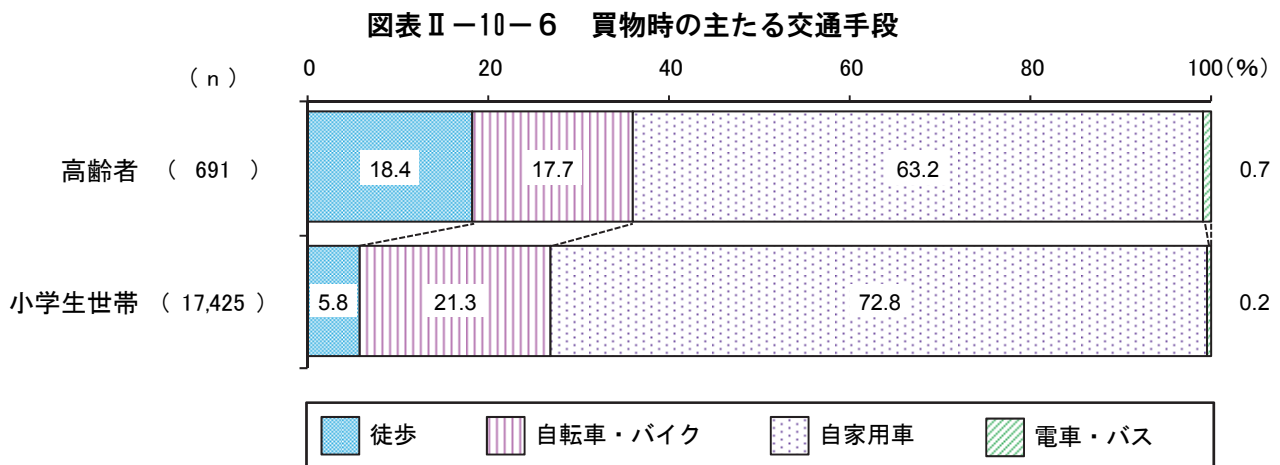 図表Ⅱ－10－６　買物時の主たる交通手段
（ｎ） 0 20 40 60 80 100(%)
高齢者 （ 691 ） 18.4 17.7 63.2 0.7
小学生世帯 （ 17,425 ） 5.8 21.3 72.8 0.2
徒歩 自転車・バイク 自家用車 電車・バス